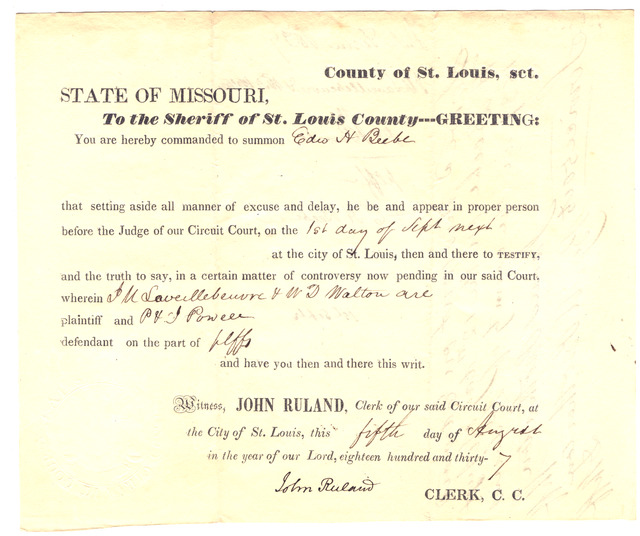 County of St. Louis, sct.
STATE OF MISSOURI,
To the Sheriff of St. Louis County---GREETING:
You are hereby commanded to summon Edw H Beebe
that setting aside all manner of excuse and delay, he be and appear in proper person
before the Judge of our Circuit Court, on the 1st day of Sept next
at the city of St. Louis, then and there to TESTIFY,
and the truth to say, in a certain matter of controversy now pending in our said Court,
wherein J M Laveillebeuvre & W D Walton are
plaintiff and P & J Powell
defendant on the part of plffs
and have you then and there this writ.
Witness, JOHN RULAND, Clerk of our said Circuit Court, at
the City of St. Louis, this fifth day of August
in the year of our Lord, eighteen hundred and thirty-7
John Ruland CLERK, C. C.